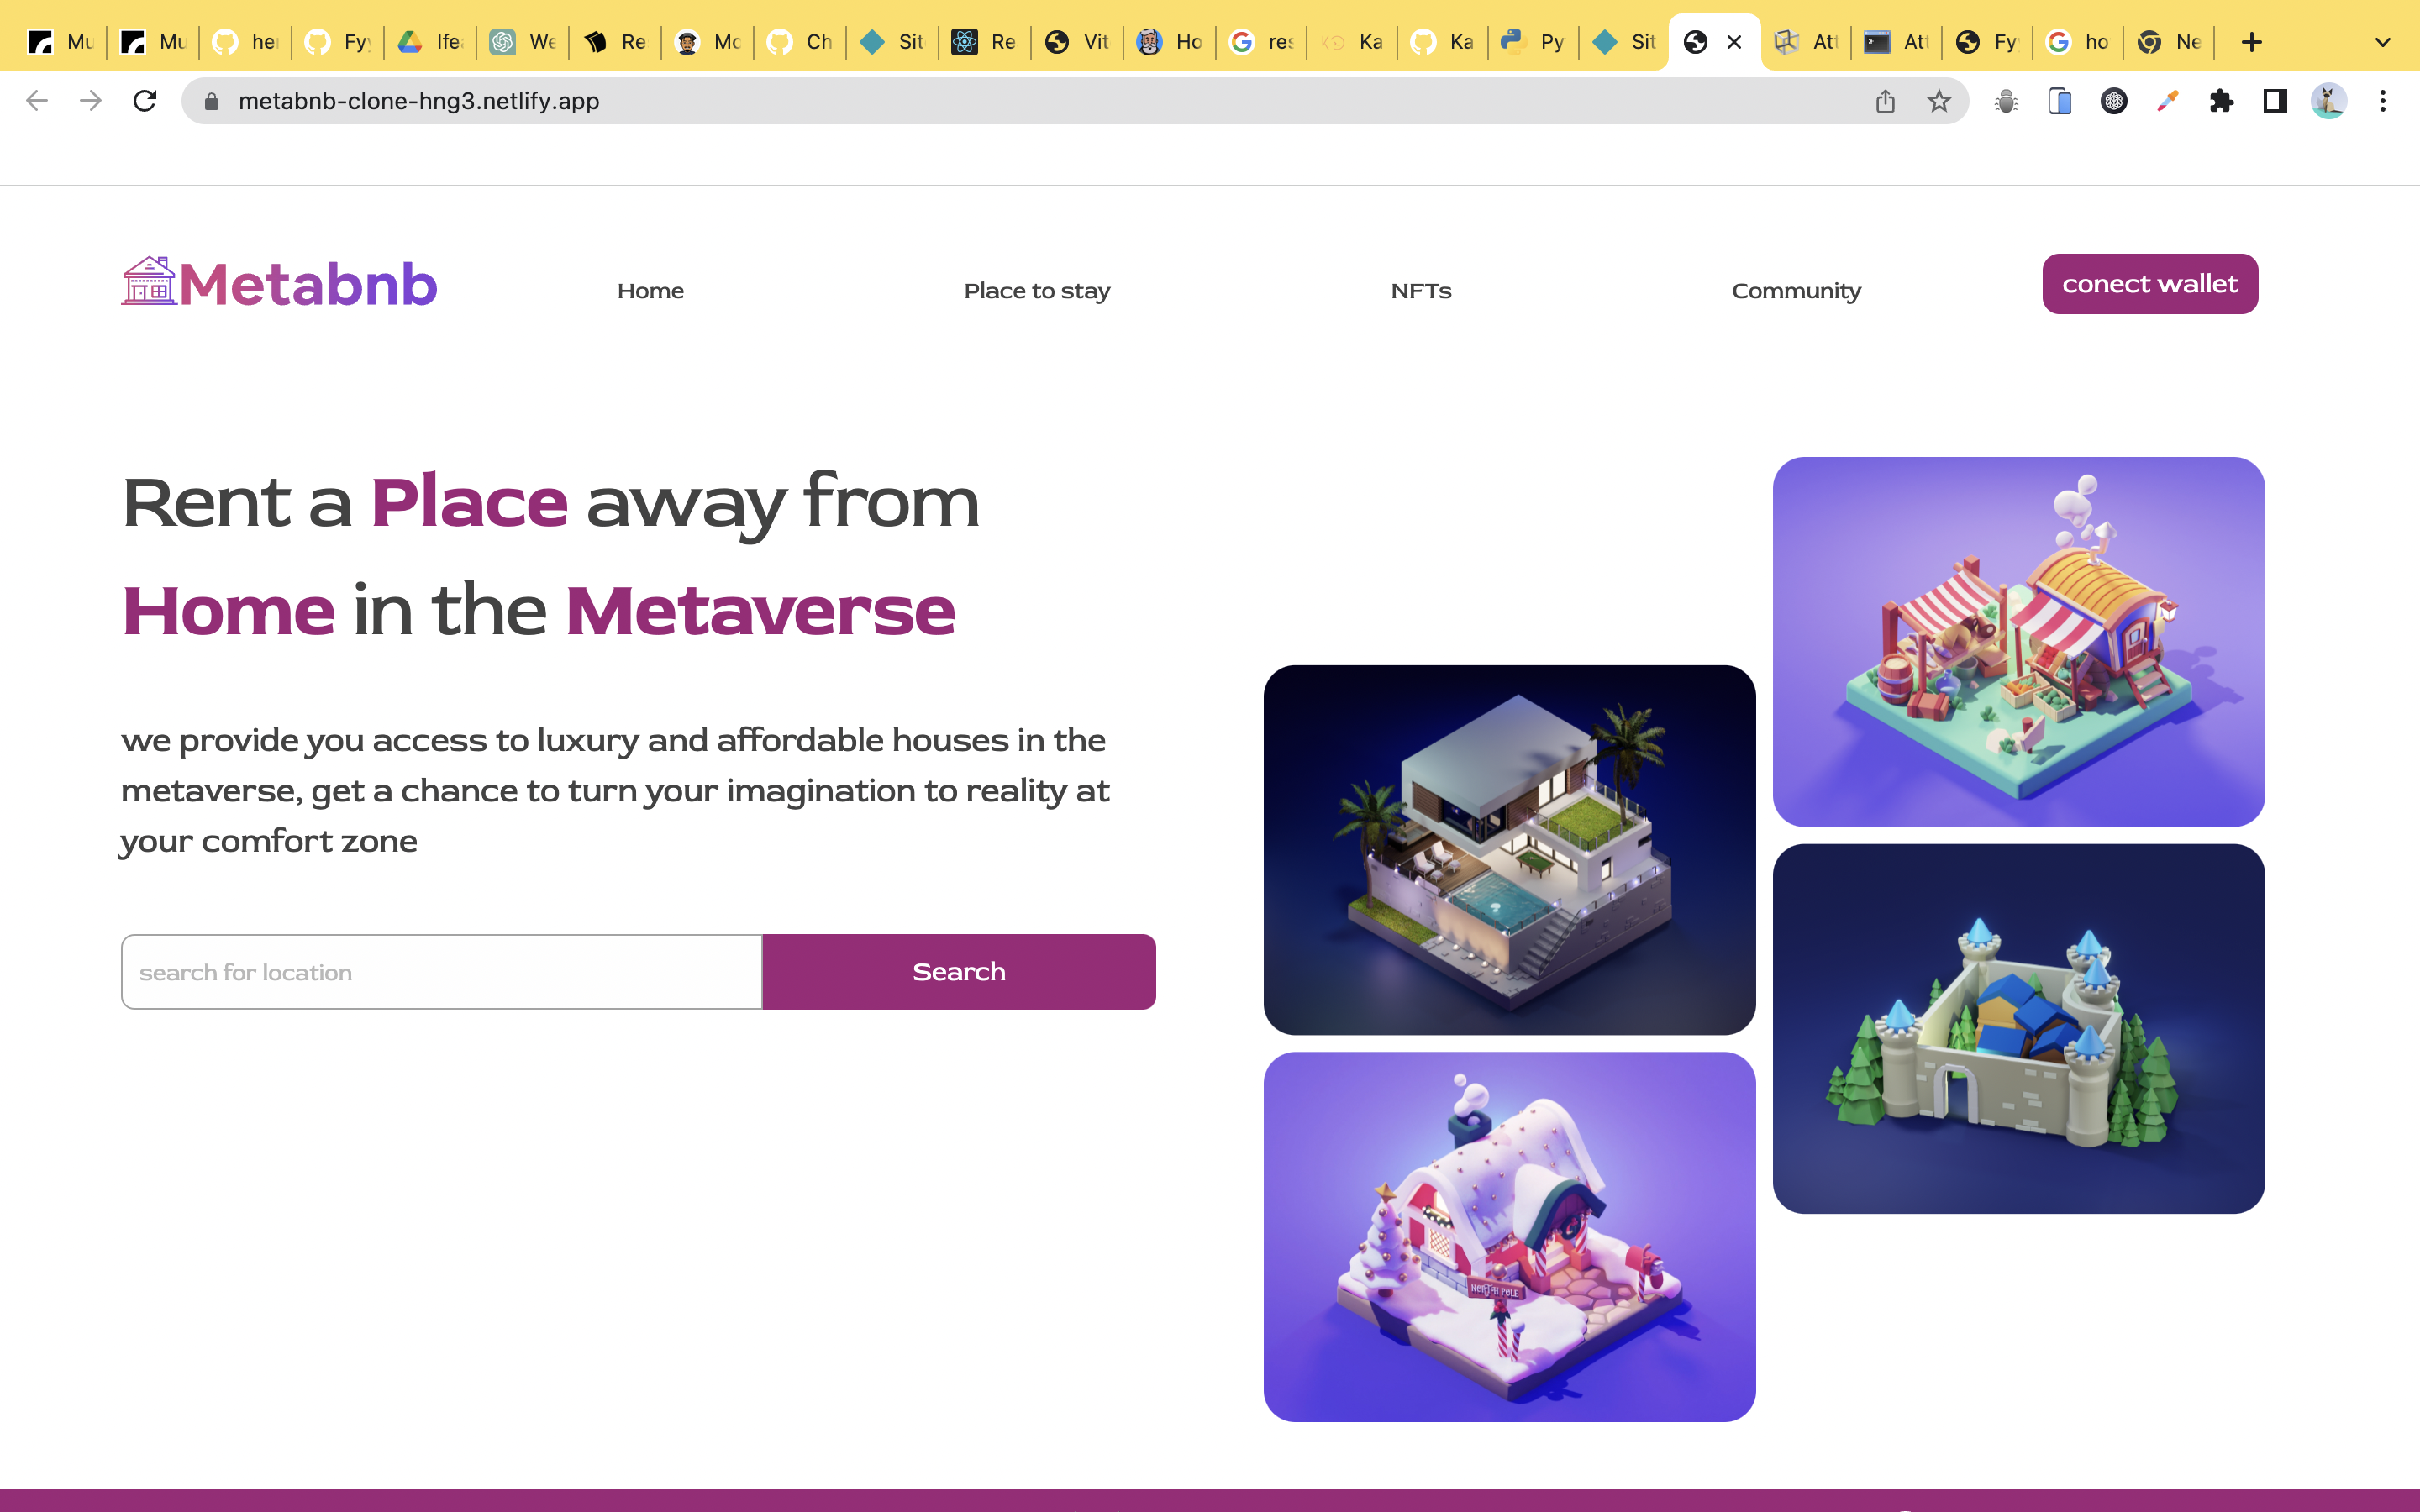 Mu
Mu
he
Fy
Ife
We
Re
Mo
Ch
Sit
Re
Vit
Ho
res
Ka
Ka
Py
Sit
Att
Att
Fy
ho
Ne
metabnb-clone-hng3.netlify.app
Metabnb
Home
Place to stay
NFTs
Community
conect wallet
Rent a Place away from
Home in the Metaverse
we provide you access to luxury and affordable houses in the
metaverse, get a chance to turn your imagination to reality at
your comfort zone
search for location
Search
NORTH POLE